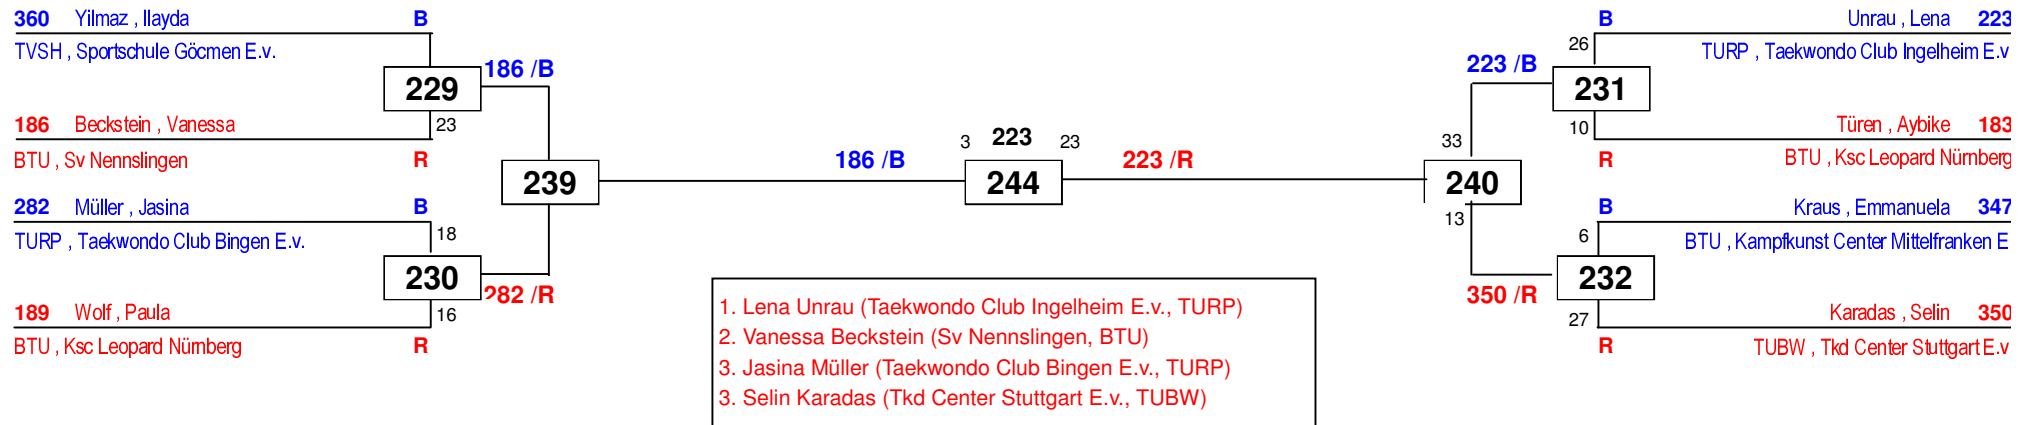 360 Yilmaz , Ilayda B
TVSH , Sportschule Göcmen E.v.
229
186 /B
23
186 Beckstein , Vanessa
BTU , Sv Nennslingen R
239
282 Müller , Jasina B
TURP , Taekwondo Club Bingen E.v.
18
230
282 /R
16
189 Wolf , Paula
BTU , Ksc Leopard Nürnberg R
186 /B
3 223 23
244
223 /R
B Unrau , Lena 223
26
TURP , Taekwondo Club Ingelheim E.v
223 /B
231
10
Türen , Aybike 183
R BTU , Ksc Leopard Nürnberg
33
240
13
B Kraus , Emmanuela 347
6
BTU , Kampfkunst Center Mittelfranken E
232
350 /R
27
Karadas , Selin 350
R TUBW , Tkd Center Stuttgart E.v
1. Lena Unrau (Taekwondo Club Ingelheim E.v., TURP)
2. Vanessa Beckstein (Sv Nennslingen, BTU)
3. Jasina Müller (Taekwondo Club Bingen E.v., TURP)
3. Selin Karadas (Tkd Center Stuttgart E.v., TUBW)